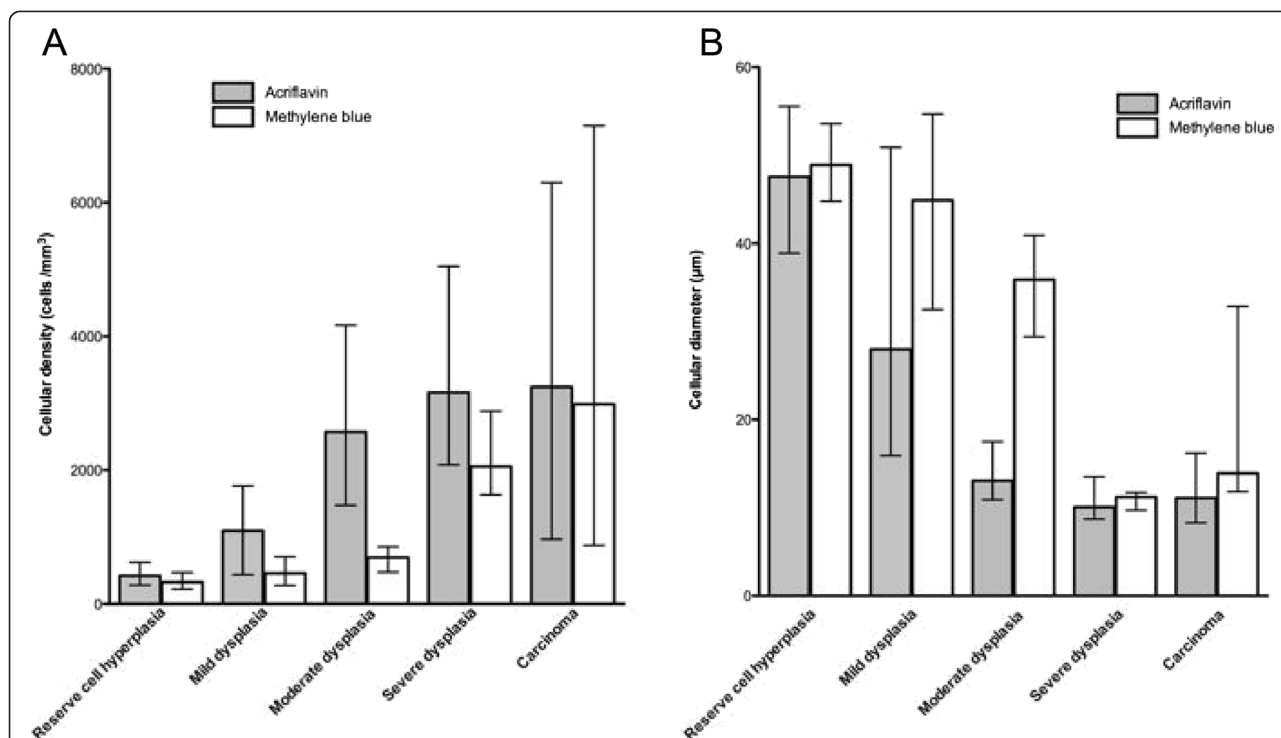 A
8000
6000
4000
2000
0
Cellular density (cells /mm³)
Acriflavin
Methylene blue
Reserve cell hyperplasia
Mild dysplasia
Moderate dysplasia
Severe dysplasia
Carcinoma
B
60
40
20
0
Cellular diameter (µm)
Acriflavin
Methylene blue
Reserve cell hyperplasia
Mild dysplasia
Moderate dysplasia
Severe dysplasia
Carcinoma